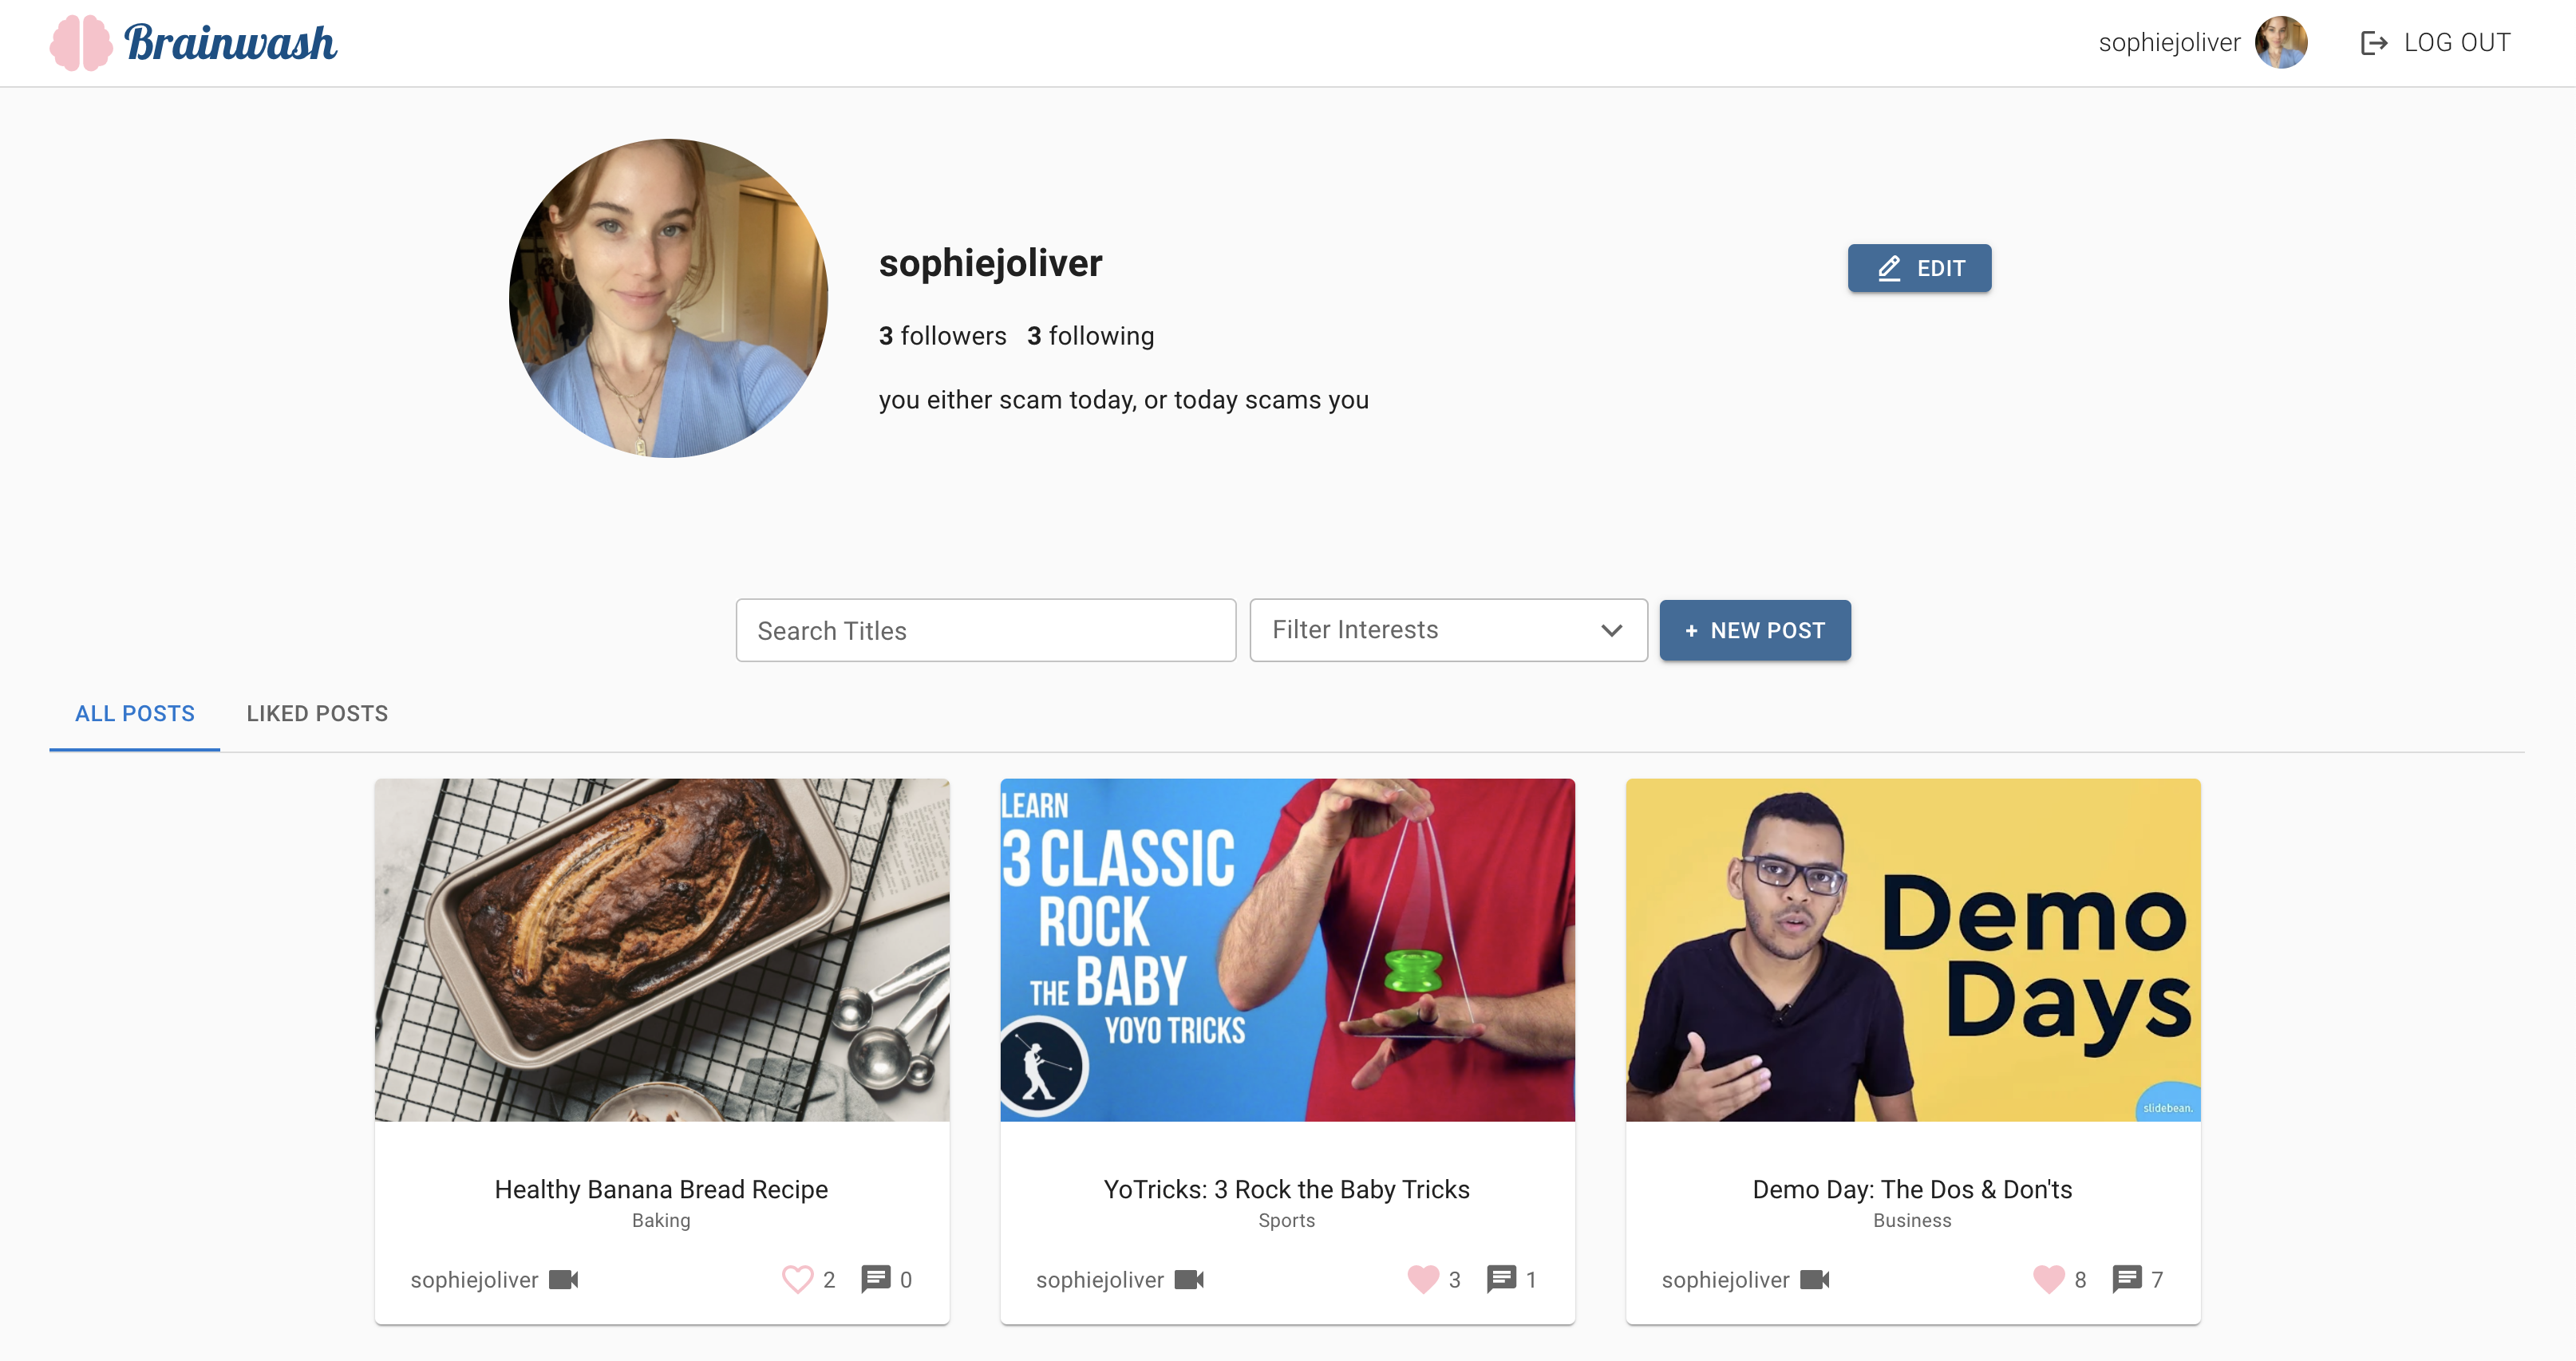 Brainwash
sophiejoliver
LOG OUT
sophiejoliver
EDIT
3 followers 3 following
you either scam today, or today scams you
Search Titles
Filter Interests
+ NEW POST
ALL POSTS
LIKED POSTS
LEARN
3 CLASSIC
ROCK
THE BABY
YOYO TRICKS
Demo
Days
slidebean.
Healthy Banana Bread Recipe
Baking
sophiejoliver
2
0
YoTricks: 3 Rock the Baby Tricks
Sports
sophiejoliver
3
1
Demo Day: The Dos & Don'ts
Business
sophiejoliver
8
7